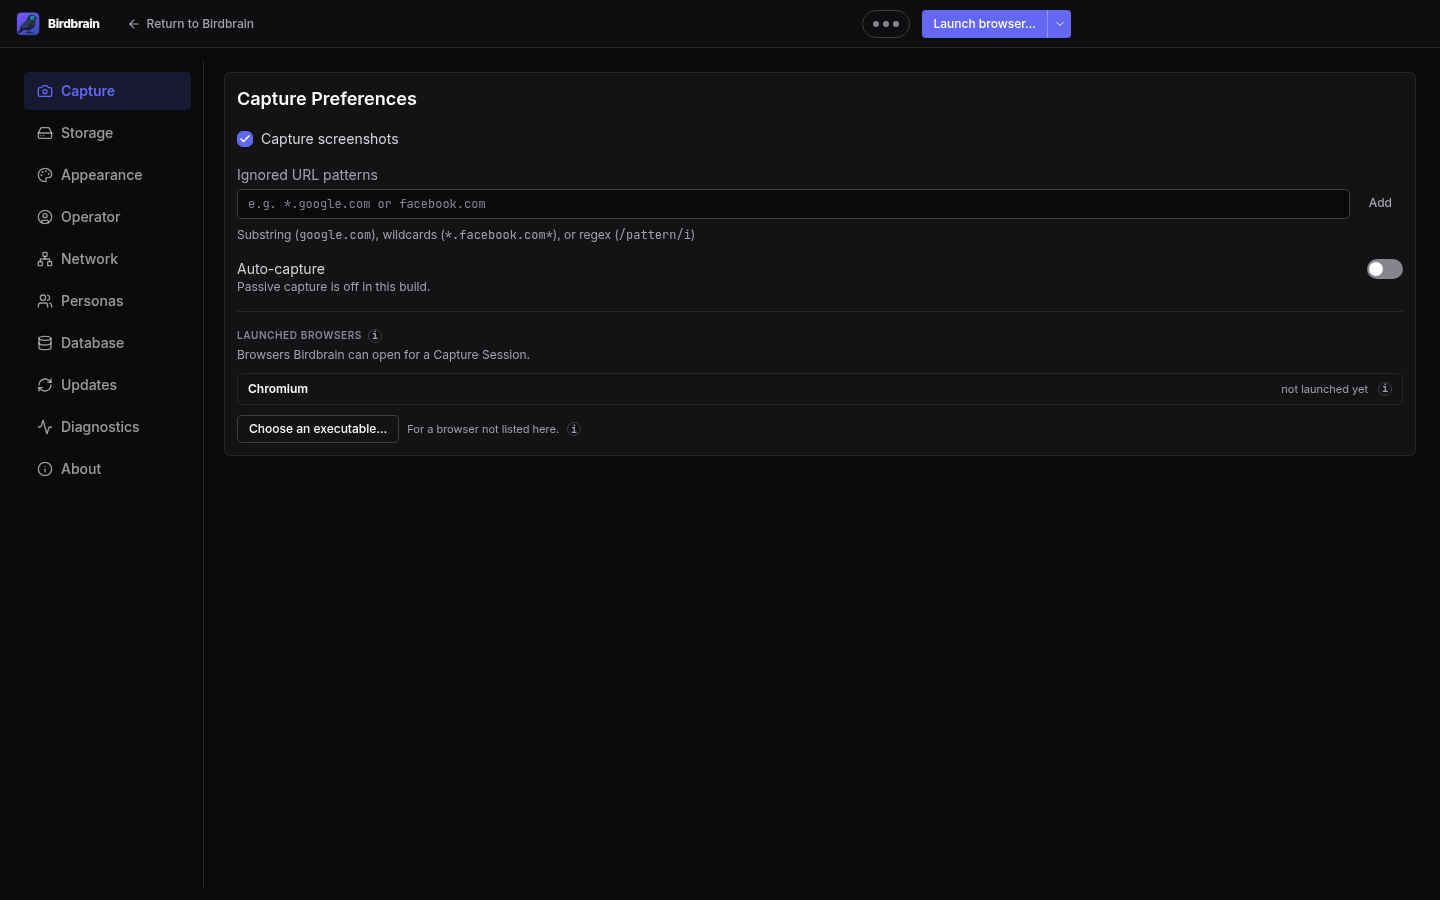 Birdbrain
Return to Birdbrain
Launch browser...
Capture
Storage
Appearance
Operator
Network
Personas
Database
Updates
Diagnostics
About
Capture Preferences
Capture screenshots
Ignored URL patterns
e.g. *.google.com or facebook.com
Add
Substring (google.com), wildcards (*.facebook.com*), or regex (/pattern/i)
Auto-capture
Passive capture is off in this build.
LAUNCHED BROWSERS i
Browsers Birdbrain can open for a Capture Session.
Chromium
not launched yet i
Choose an executable...
For a browser not listed here. i